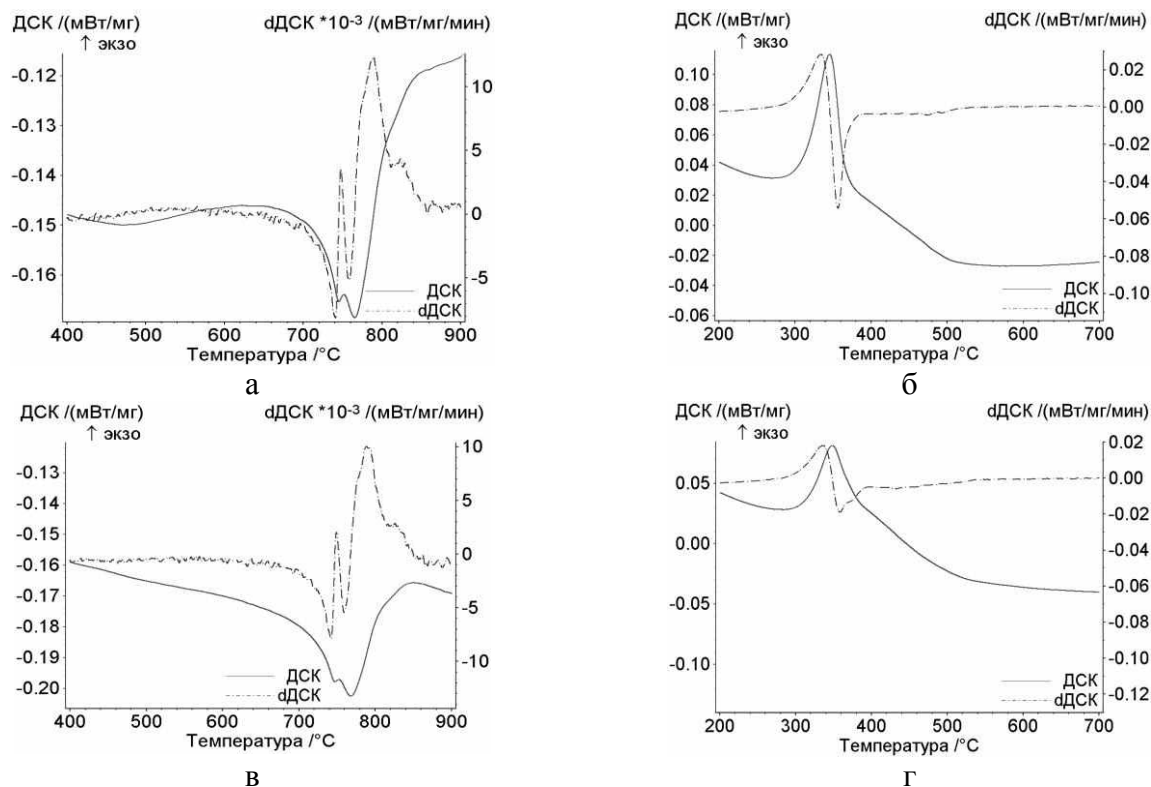 ДСК /(мВт/мг) dДСК *10-3 /(мВт/мг/мин)
↑ экзо
-0.12
-0.13
-0.14
-0.15
-0.16
10
5
0
-5
ДСК
dДСК
400 500 600 700 800 900
Температура /°C
а
ДСК /(мВт/мг) dДСК /(мВт/мг/мин)
↑ экзо
0.10
0.08
0.06
0.04
0.02
0.00
-0.02
-0.04
-0.06
0.02
0.00
-0.02
-0.04
-0.06
-0.08
-0.10
ДСК
dДСК
200 300 400 500 600 700
Температура /°C
б
ДСК /(мВт/мг) dДСК *10-3 /(мВт/мг/мин)
↑ экзо
-0.13
-0.14
-0.15
-0.16
-0.17
-0.18
-0.19
-0.20
10
5
0
-5
-10
ДСК
dДСК
400 500 600 700 800 900
Температура /°C
в
ДСК /(мВт/мг) dДСК /(мВт/мг/мин)
↑ экзо
0.05
0.00
-0.05
-0.10
0.02
0.00
-0.02
-0.04
-0.06
-0.08
-0.10
-0.12
ДСК
dДСК
200 300 400 500 600 700
Температура /°C
г